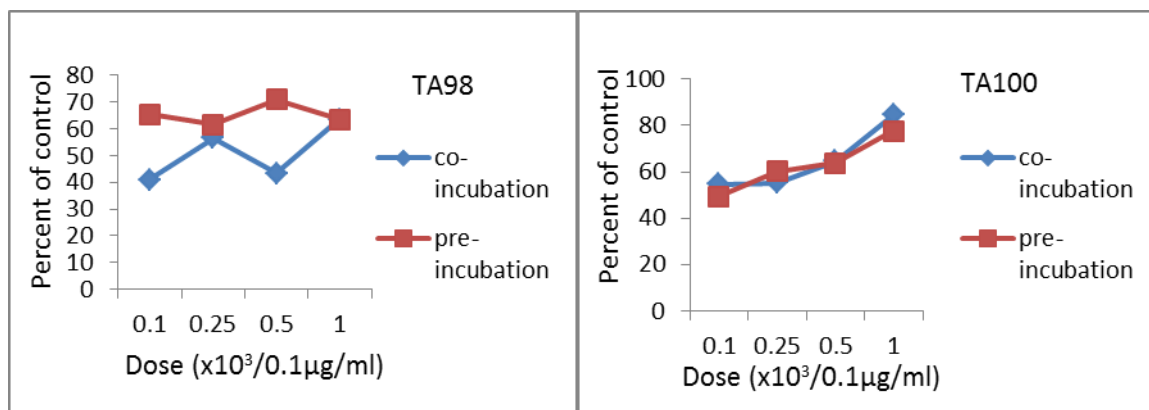 TA98
Percent of control
80
70
60
50
40
30
20
10
0
0.1 0.25 0.5 1
Dose (x10³/0.1µg/ml)
co-
incubation
pre-
incubation
TA100
Percent of control
100
80
60
40
20
0
0.1 0.25 0.5 1
Dose (x10³/0.1µg/ml)
co-
incubation
pre-
incubation